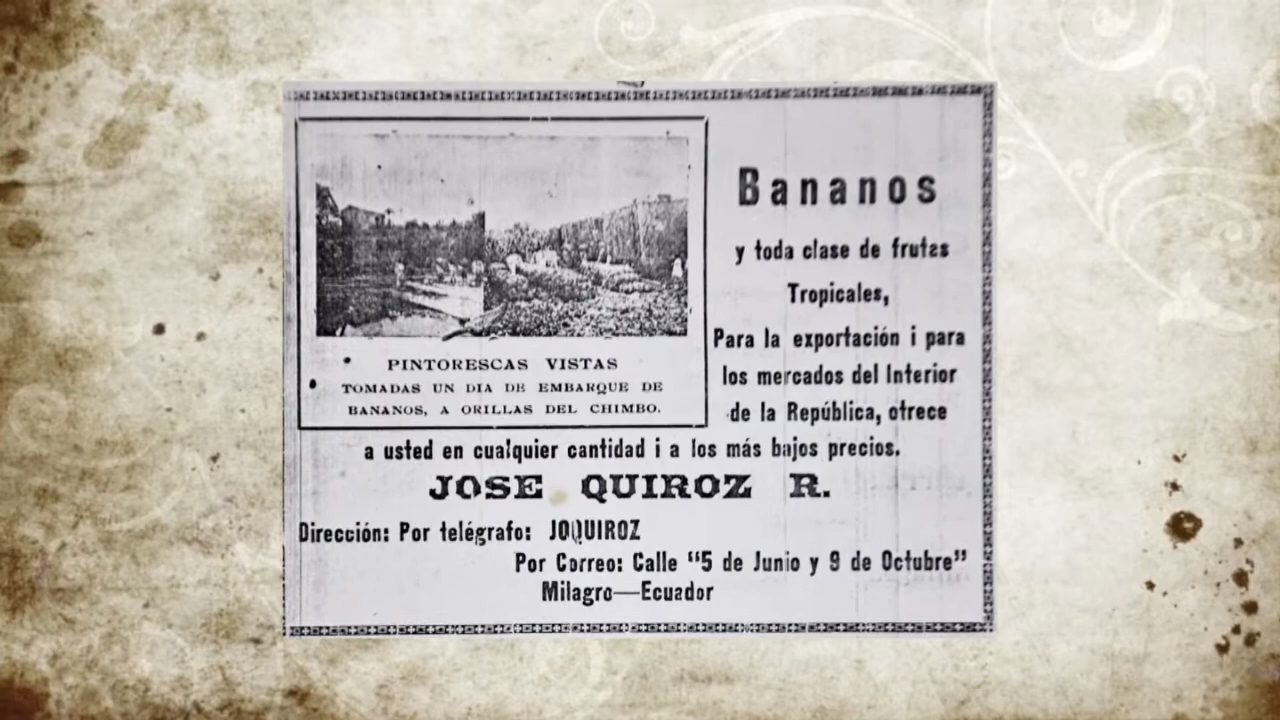 PINTORESCAS VISTAS
TOMADAS UN DIA DE EMBARQUE DE
BANANOS, A ORILLAS DEL CHIMBO.
Bananos
y toda clase de frutas
Tropicales,
Para la exportación i para
los mercados del Interior
de la República, ofrece
a usted en cualquier cantidad i a los más bajos precios.
JOSE QUIROZ R.
Dirección: Por telégrafo: JOQUIROZ
Por Correo: Calle “5 de Junio y 9 de Octubre”
Milagro—Ecuador